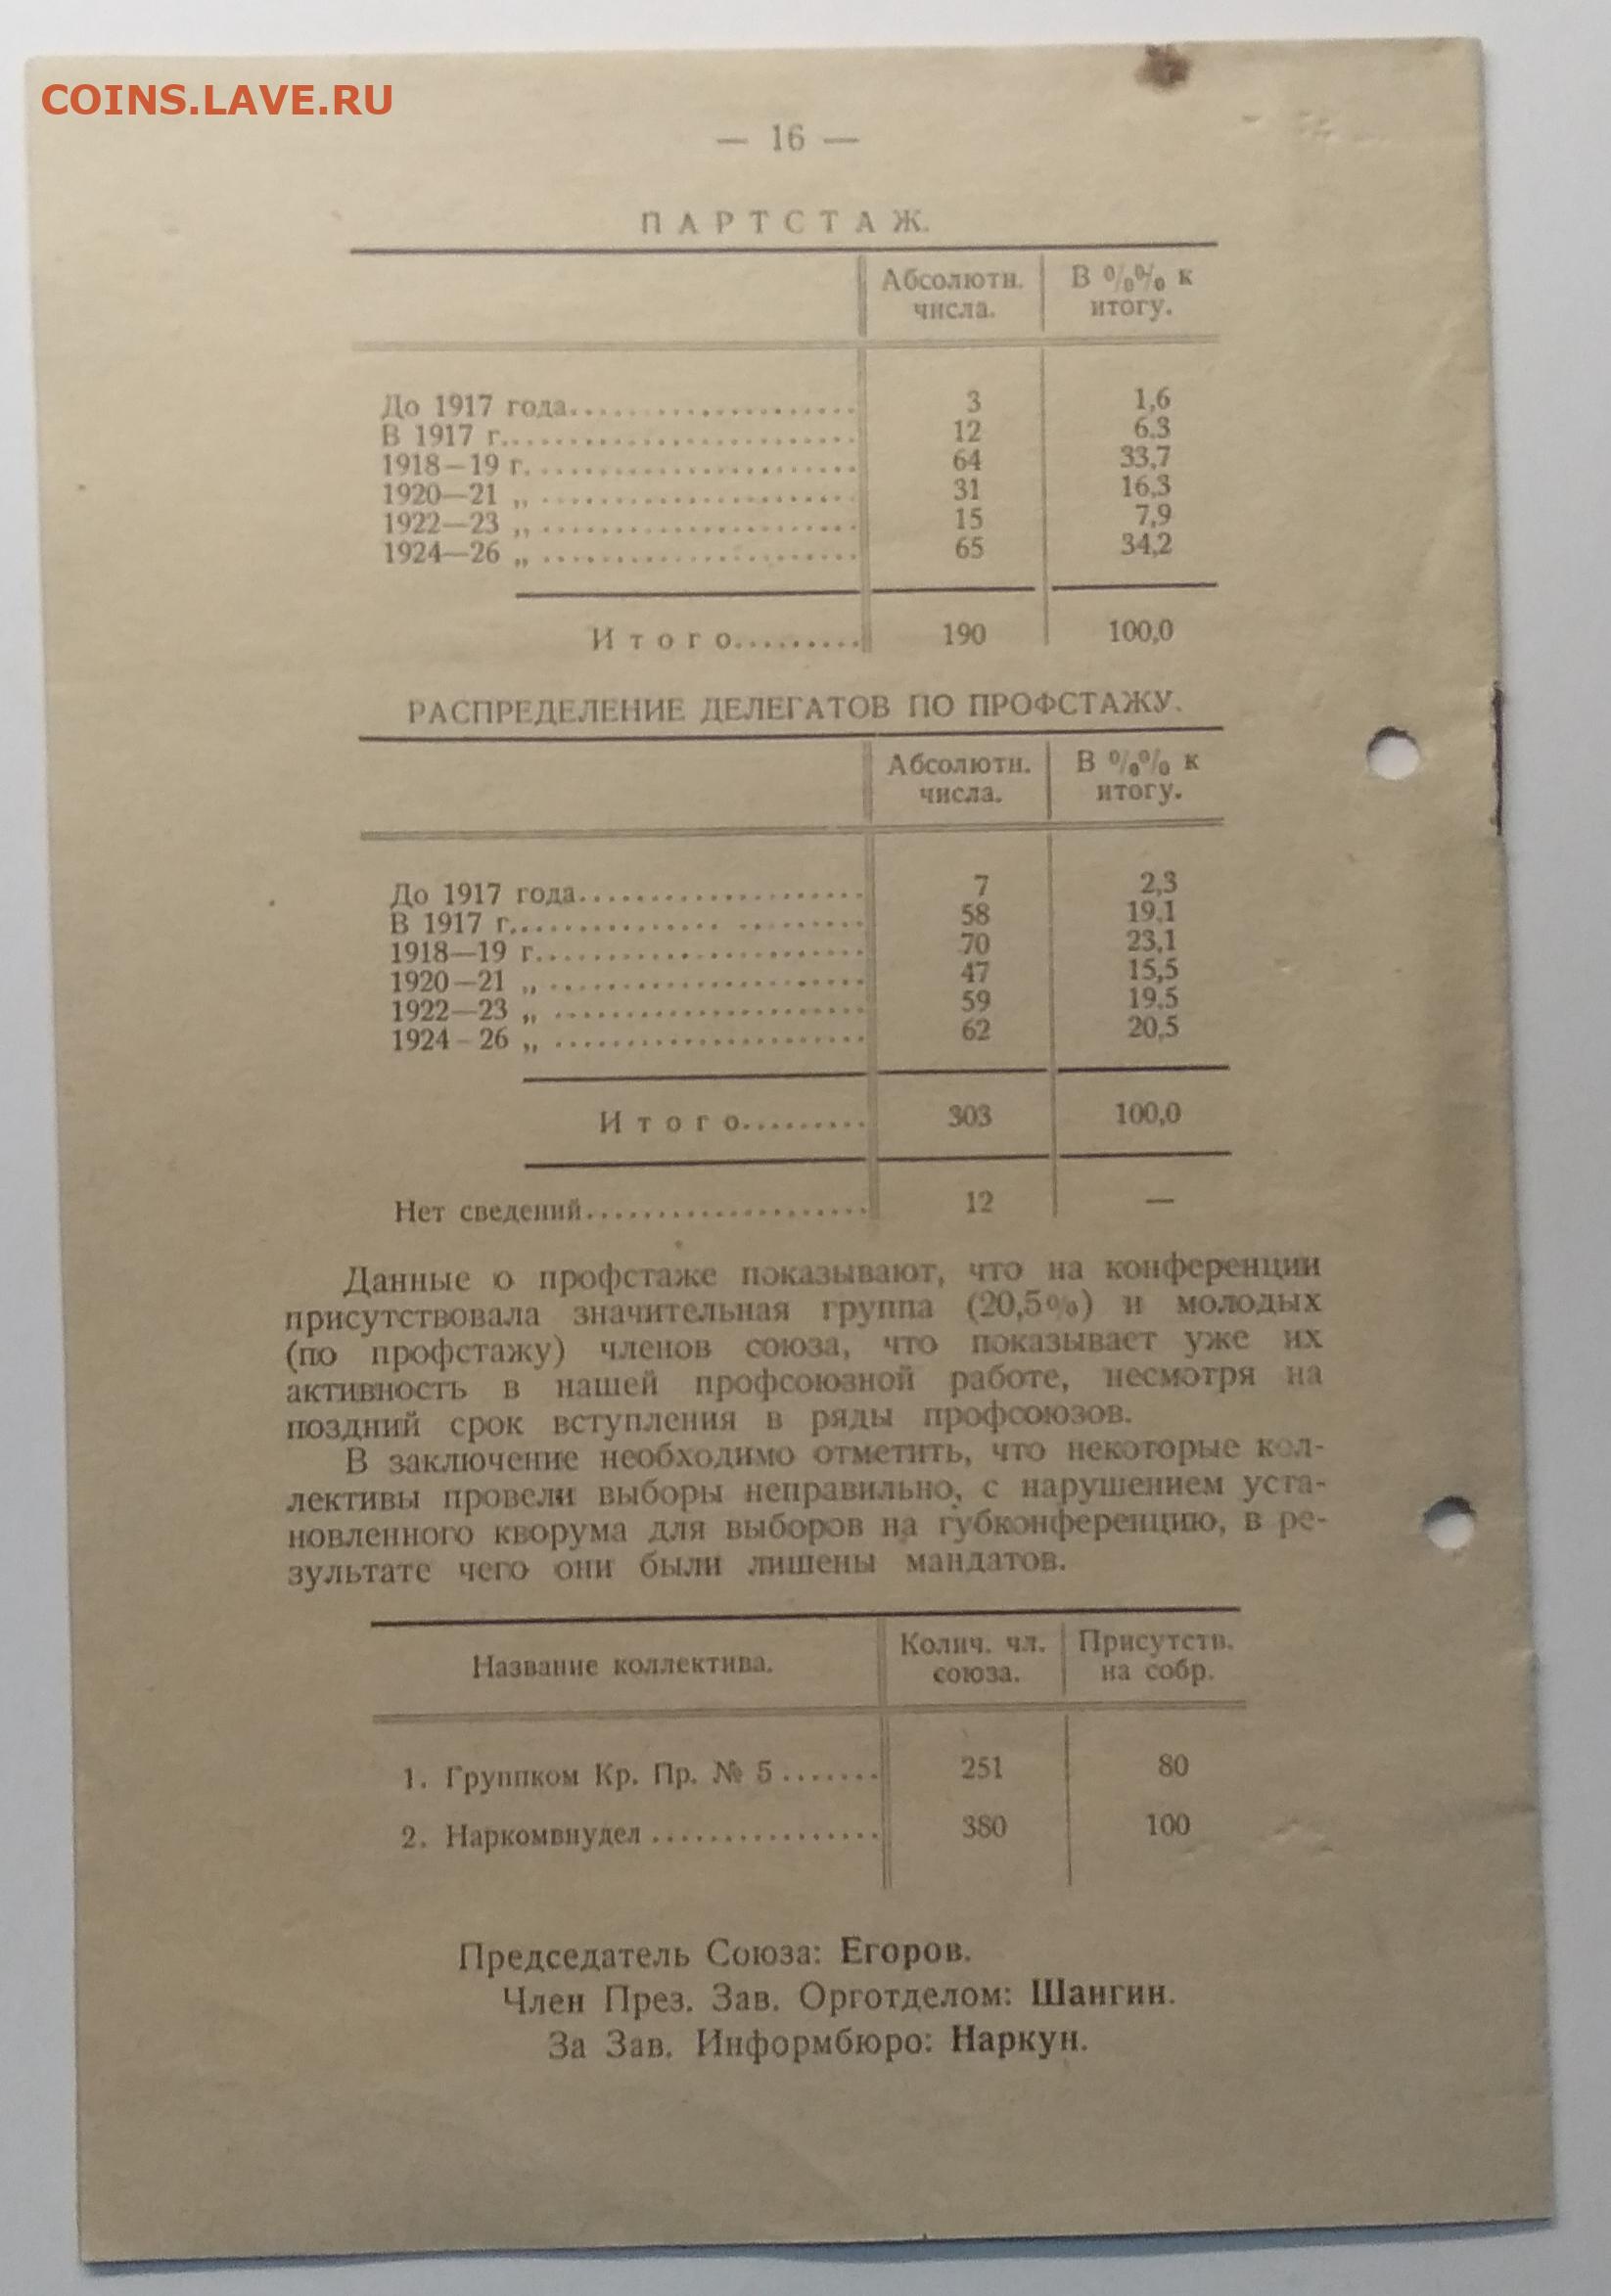 COINS.LAVE.RU
— 16 —
ПАРТСТАЖ.
Абсолютн. числа. В %% к итогу.
До 1917 года..................... 3 1,6
В 1917 г.......................... 12 6.3
1918—19 г. ....................... 64 33,7
1920—21 „ ....................... 31 16,3
1922—23 „ ....................... 15 7,9
1924—26 „ ....................... 65 34,2
Итого......... 190 100,0
РАСПРЕДЕЛЕНИЕ ДЕЛЕГАТОВ ПО ПРОФСТАЖУ.
Абсолютн. числа. В %% к итогу.
До 1917 года..................... 7 2,3
В 1917 г.......................... 58 19,1
1918—19 г........................ 70 23,1
1920—21 „ ....................... 47 15,5
1922—23 „ ....................... 59 19,5
1924-26 „ ....................... 62 20,5
Итого......... 303 100,0
Нет сведений..................... 12 —
Данные о профстаже показывают, что на конференции
присутствовала значительная группа (20,5%) и молодых
(по профстажу) членов союза, что показывает уже их
активность в нашей профсоюзной работе, несмотря на
поздний срок вступления в ряды профсоюзов.
В заключение необходимо отметить, что некоторые кол-
лективы провели выборы неправильно, с нарушением уста-
новленного кворума для выборов на губконференцию, в ре-
зультате чего они были лишены мандатов.
Название коллектива. Колич. чл. союза. Присутств. на собр.
1. Группком Кр. Пр. № 5....... 251 80
2. Наркомвнудел ................ 380 100
Председатель Союза: Егоров.
Член През. Зав. Орготделом: Шангин.
За Зав. Информбюро: Наркун.